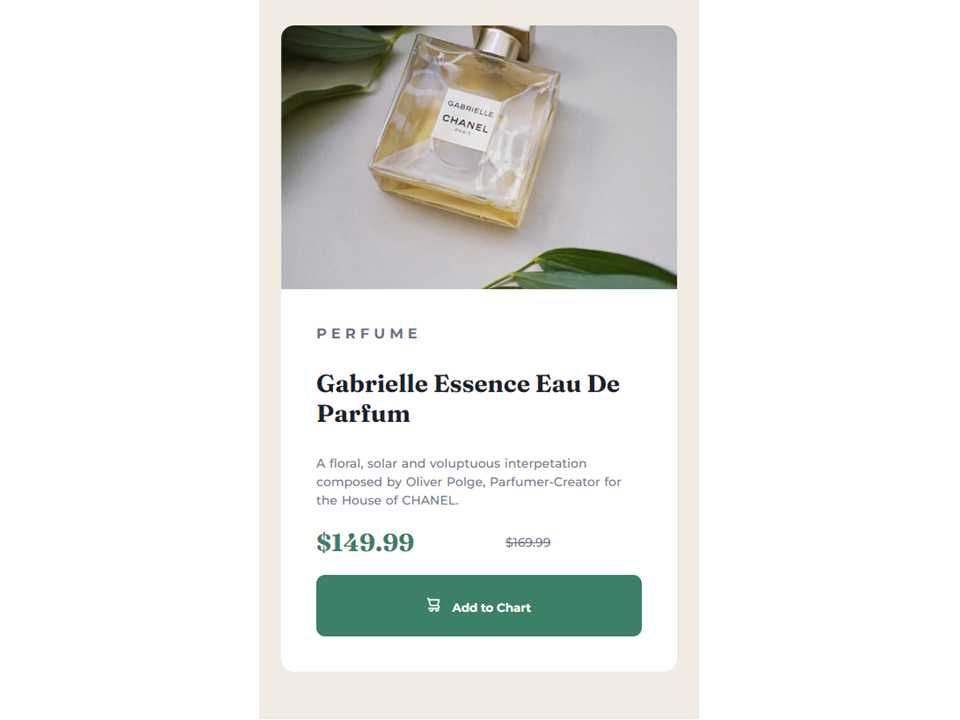 GABRIELLE
CHANEL
PARIS
PERFUME
Gabrielle Essence Eau De
Parfum
A floral, solar and voluptuous interpetation
composed by Oliver Polge, Parfumer-Creator for
the House of CHANEL.
$149.99 $169.99
Add to Chart